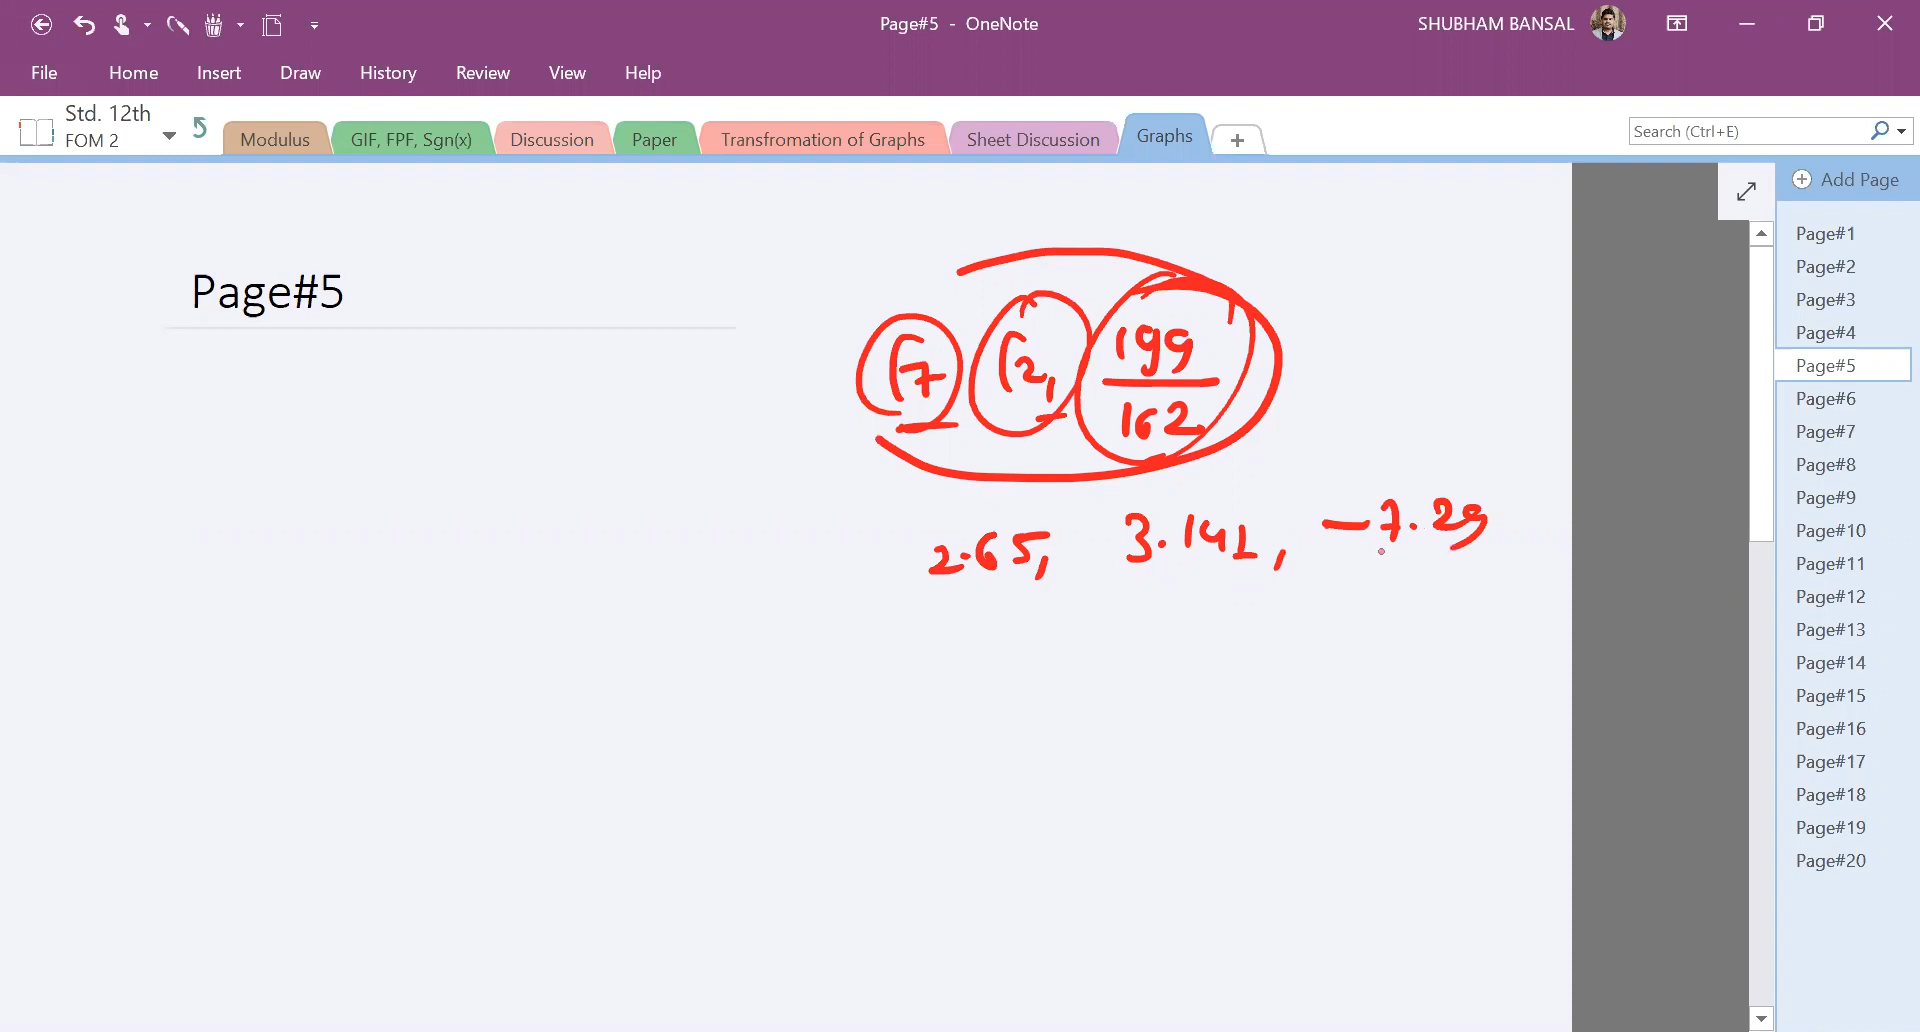 Page#5 - OneNote
SHUBHAM BANSAL
File Home Insert Draw History Review View Help
Std. 12th
FOM 2
Modulus GIF, FPF, Sgn(x) Discussion Paper Transfromation of Graphs Sheet Discussion Graphs +
Search (Ctrl+E)
Add Page
Page#5
199
162
2.65, 3.141, -7.29
Page#1
Page#2
Page#3
Page#4
Page#5
Page#6
Page#7
Page#8
Page#9
Page#10
Page#11
Page#12
Page#13
Page#14
Page#15
Page#16
Page#17
Page#18
Page#19
Page#20